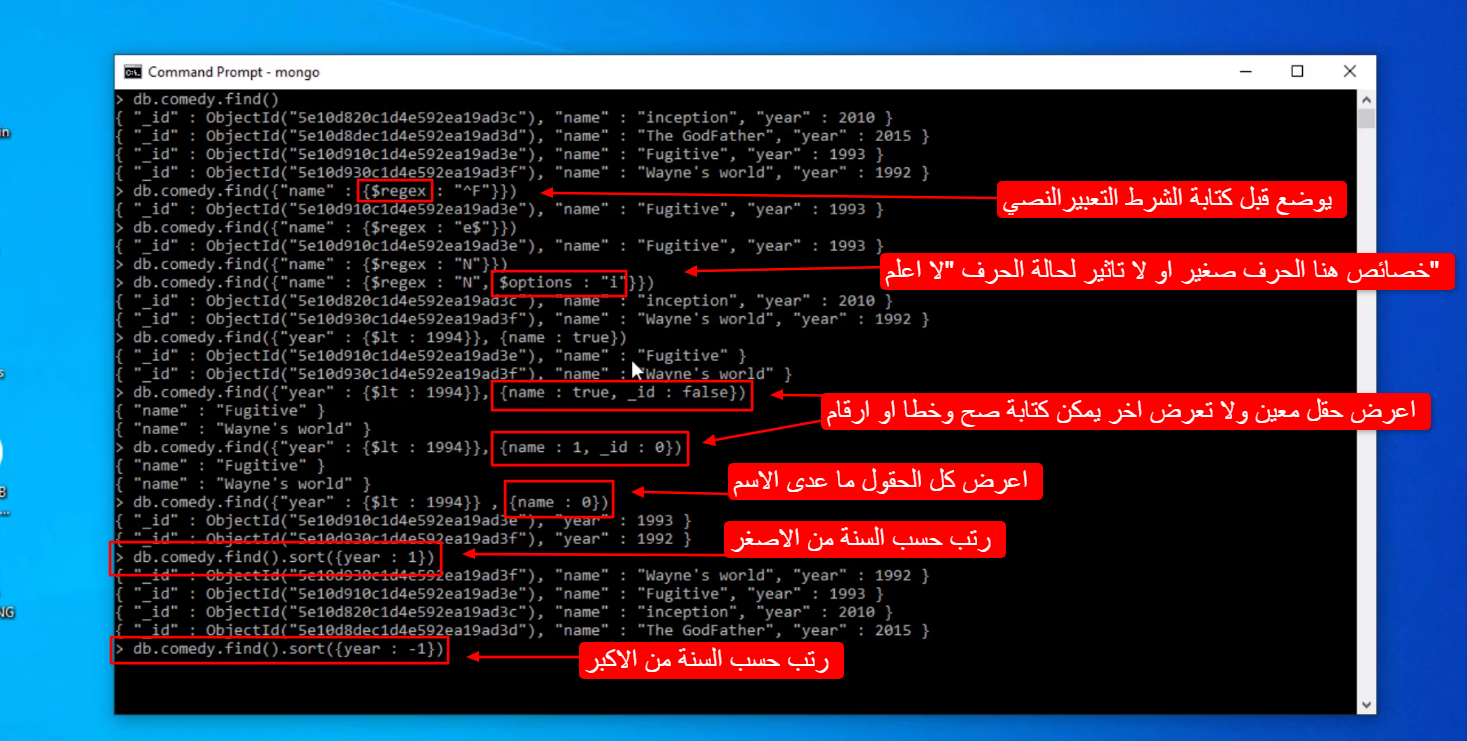 Command Prompt - mongo
> db.comedy.find()
{ "_id" : ObjectId("5e10d820c1d4e592ea19ad3c"), "name" : "inception", "year" : 2010 }
{ "_id" : ObjectId("5e10d8dec1d4e592ea19ad3d"), "name" : "The GodFather", "year" : 2015 }
{ "_id" : ObjectId("5e10d910c1d4e592ea19ad3e"), "name" : "Fugitive", "year" : 1993 }
{ "_id" : ObjectId("5e10d930c1d4e592ea19ad3f"), "name" : "Wayne's world", "year" : 1992 }
> db.comedy.find({"name" : {$regex : "^F"}})
يوضع قبل كتابة الشرط التعبيرالنصي
{ "_id" : ObjectId("5e10d910c1d4e592ea19ad3e"), "name" : "Fugitive", "year" : 1993 }
> db.comedy.find({"name" : {$regex : "e$"}})
{ "_id" : ObjectId("5e10d910c1d4e592ea19ad3e"), "name" : "Fugitive", "year" : 1993 }
> db.comedy.find({"name" : {$regex : "N"}})
"خصائص هنا الحرف صغير او لا تاثير لحالة الحرف "لا اعلم
> db.comedy.find({"name" : {$regex : "N", $options : "i"}})
{ "_id" : ObjectId("5e10d820c1d4e592ea19ad3c"), "name" : "inception", "year" : 2010 }
{ "_id" : ObjectId("5e10d930c1d4e592ea19ad3f"), "name" : "Wayne's world", "year" : 1992 }
> db.comedy.find({"year" : {$lt : 1994}}, {name : true})
{ "_id" : ObjectId("5e10d910c1d4e592ea19ad3e"), "name" : "Fugitive" }
{ "_id" : ObjectId("5e10d930c1d4e592ea19ad3f"), "name" : "Wayne's world" }
> db.comedy.find({"year" : {$lt : 1994}}, {name : true, _id : false})
اعرض حقل معين ولا تعرض اخر يمكن كتابة صح وخطا او ارقام
{ "name" : "Fugitive" }
{ "name" : "Wayne's world" }
> db.comedy.find({"year" : {$lt : 1994}}, {name : 1, _id : 0})
{ "name" : "Fugitive" }
{ "name" : "Wayne's world" }
اعرض كل الحقول ما عدى الاسم
> db.comedy.find({"year" : {$lt : 1994}} , {name : 0})
{ "_id" : ObjectId("5e10d910c1d4e592ea19ad3e"), "year" : 1993 }
{ "_id" : ObjectId("5e10d930c1d4e592ea19ad3f"), "year" : 1992 }
رتب حسب السنة من الاصغر
> db.comedy.find().sort({year : 1})
{ "_id" : ObjectId("5e10d930c1d4e592ea19ad3f"), "name" : "Wayne's world", "year" : 1992 }
{ "_id" : ObjectId("5e10d910c1d4e592ea19ad3e"), "name" : "Fugitive", "year" : 1993 }
{ "_id" : ObjectId("5e10d820c1d4e592ea19ad3c"), "name" : "inception", "year" : 2010 }
{ "_id" : ObjectId("5e10d8dec1d4e592ea19ad3d"), "name" : "The GodFather", "year" : 2015 }
> db.comedy.find().sort({year : -1})
رتب حسب السنة من الاكبر